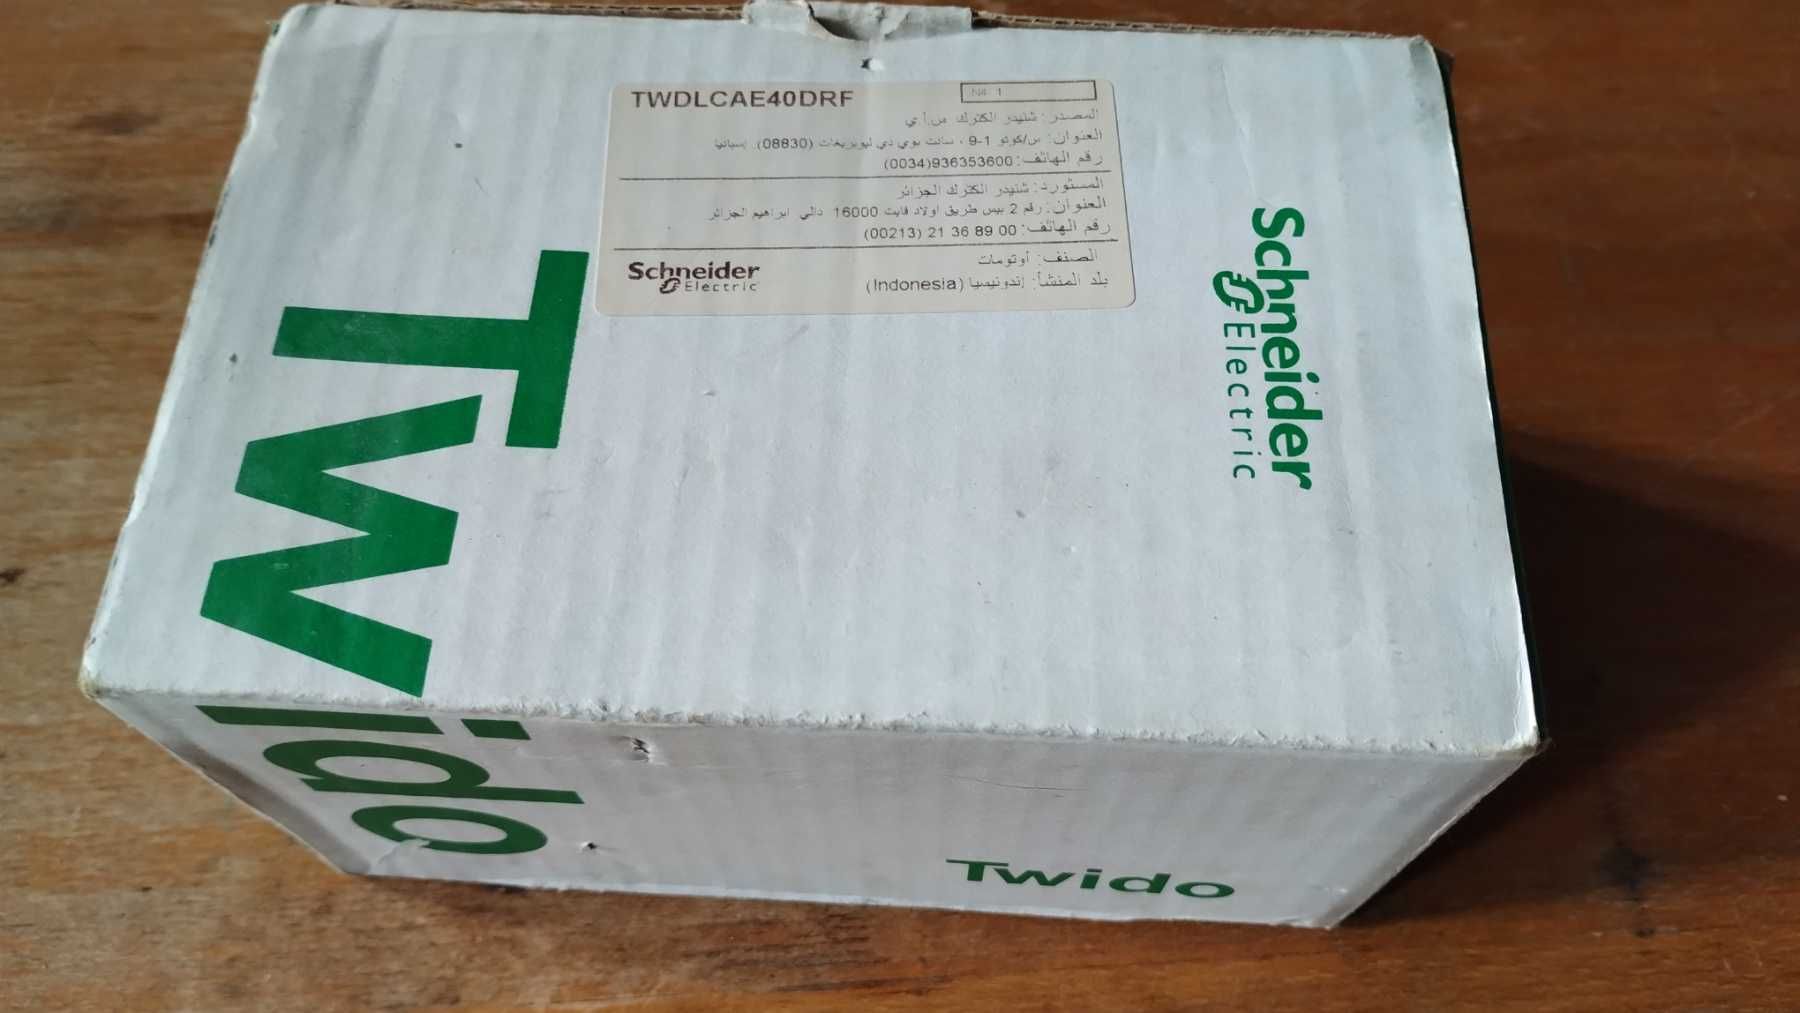 TWDLCAE40DRF
N4: 1
المصدر: شنيدر الكترك س.أ.ي
العنوان: س/كوتو 1-9، سانت بوي دي ليوبريغات (08830). إسبانيا
رقم الهاتف: 936353600(0034)
المستورد: شنيدر الكترك الجزائر
العنوان: رقم 2 بيس طريق اولاد فايت 16000 دالي ابراهيم الجزائر
رقم الهاتف: 00 89 36 21 (00213)
الصنف: أوتومات
بلد المنشأ: إندونيسيا (Indonesia)
Schneider
Electric
Schneider
Electric
Twido
Twido